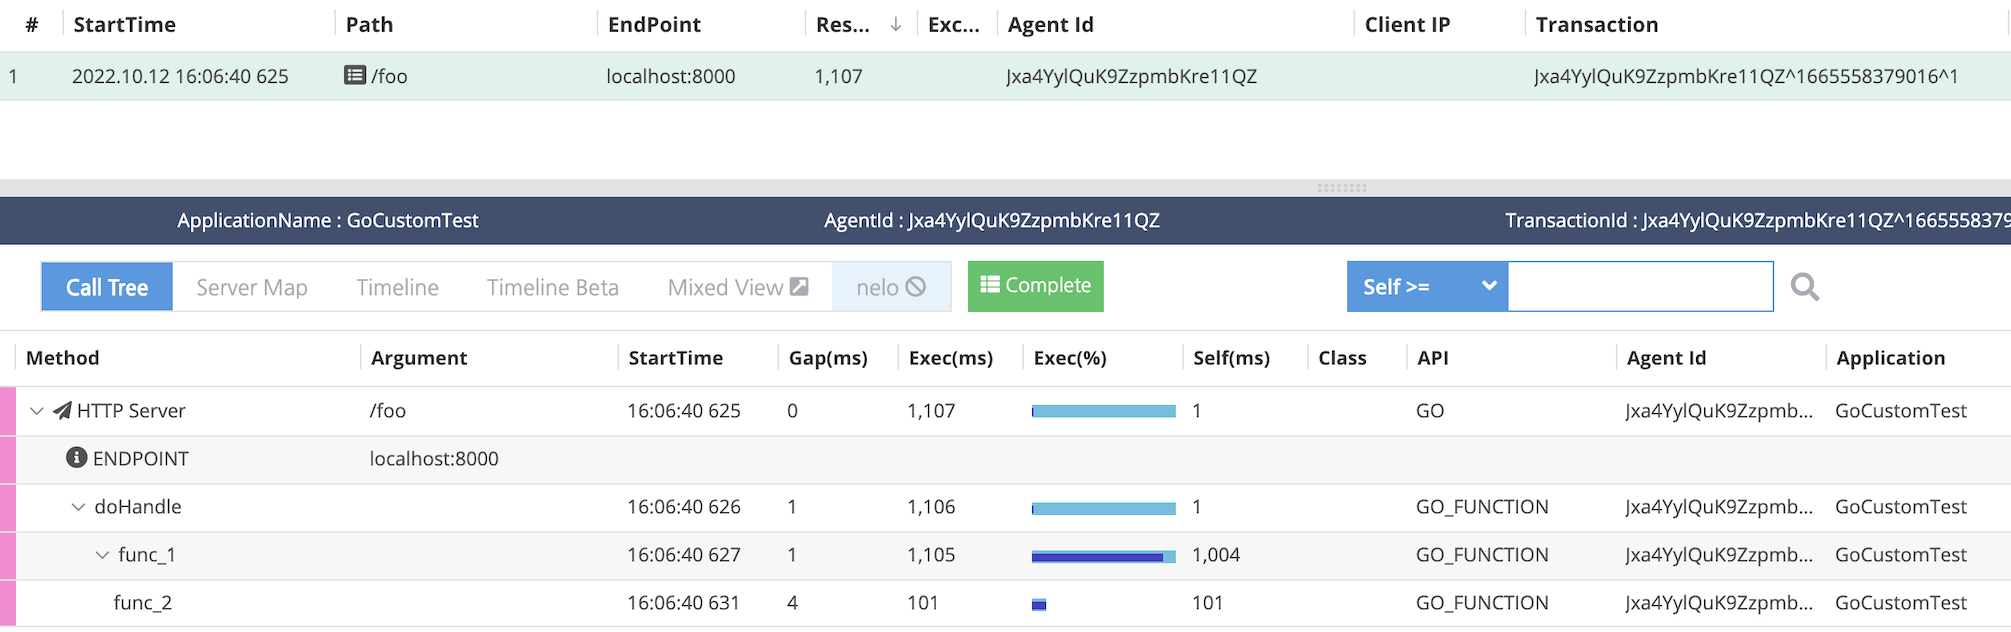 # StartTime Path EndPoint Res... ↓ Exc... Agent Id Client IP Transaction
1 2022.10.12 16:06:40 625 /foo localhost:8000 1,107 Jxa4YylQuK9ZzpmbKre11QZ Jxa4YylQuK9ZzpmbKre11QZ^1665558379016^1
ApplicationName : GoCustomTest AgentId : Jxa4YylQuK9ZzpmbKre11QZ TransactionId : Jxa4YylQuK9ZzpmbKre11QZ^1665558379
Call Tree Server Map Timeline Timeline Beta Mixed View nelo Complete Self >=
Method Argument StartTime Gap(ms) Exec(ms) Exec(%) Self(ms) Class API Agent Id Application
HTTP Server /foo 16:06:40 625 0 1,107 1 GO Jxa4YylQuK9Zzpmb... GoCustomTest
ENDPOINT localhost:8000
doHandle 16:06:40 626 1 1,106 1 GO_FUNCTION Jxa4YylQuK9Zzpmb... GoCustomTest
func_1 16:06:40 627 1 1,105 1,004 GO_FUNCTION Jxa4YylQuK9Zzpmb... GoCustomTest
func_2 16:06:40 631 4 101 101 GO_FUNCTION Jxa4YylQuK9Zzpmb... GoCustomTest